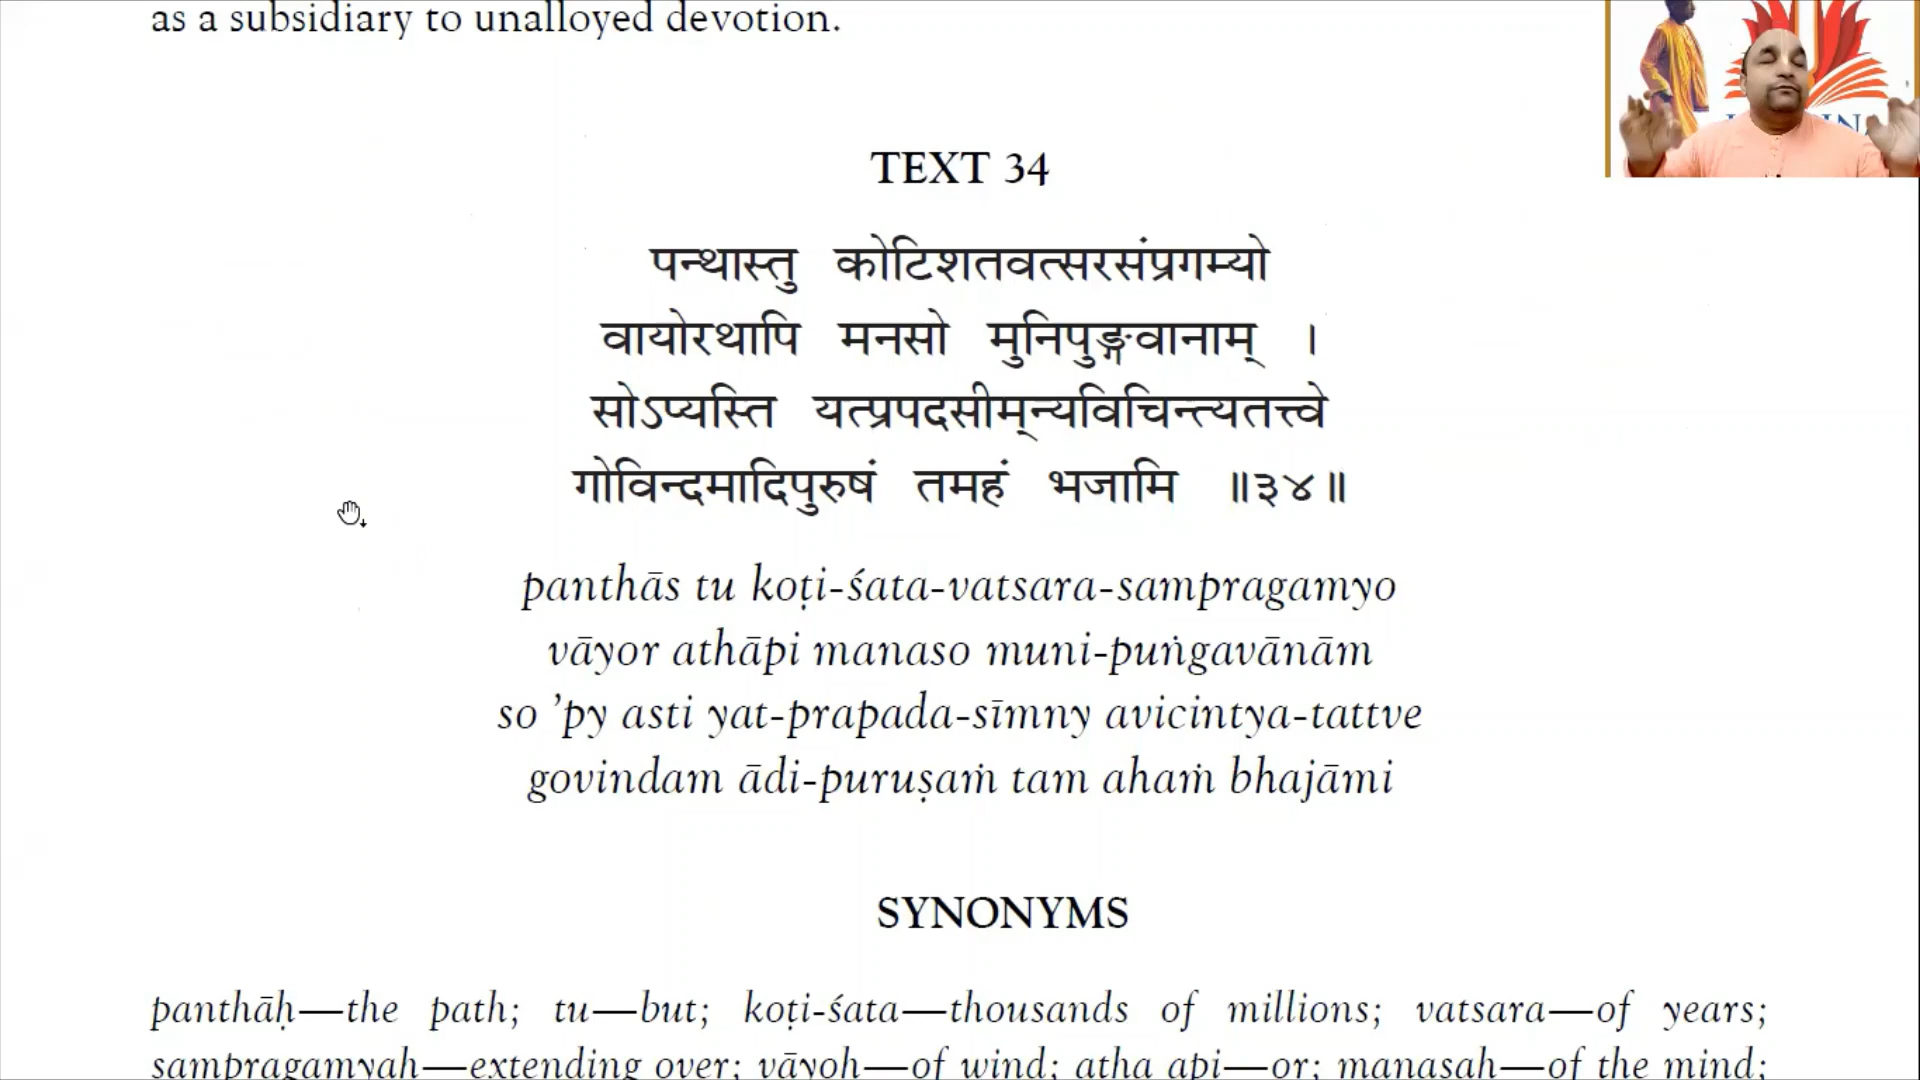 as a subsidiary to unalloyed devotion.
TEXT 34
पन्थास्तु कोटिशतवत्सरसंप्रगम्यो
वायोरथापि मनसो मुनिपुङ्गवानाम् ।
सोऽप्यस्ति यत्प्रपदसीम्न्यविचिन्त्यतत्त्वे
गोविन्दमादिपुरुषं तमहं भजामि ॥३४॥
panthās tu koṭi-śata-vatsara-sampragamyo
vāyor athāpi manaso muni-puṅgavānām
so ’py asti yat-prapada-sīmny avicintya-tattve
govindam ādi-puruṣaṁ tam ahaṁ bhajāmi
SYNONYMS
panthāḥ—the path; tu—but; koṭi-śata—thousands of millions; vatsara—of years;
sampragamyaḥ—extending over; vāyoḥ—of wind; atha api—or; manasaḥ—of the mind;